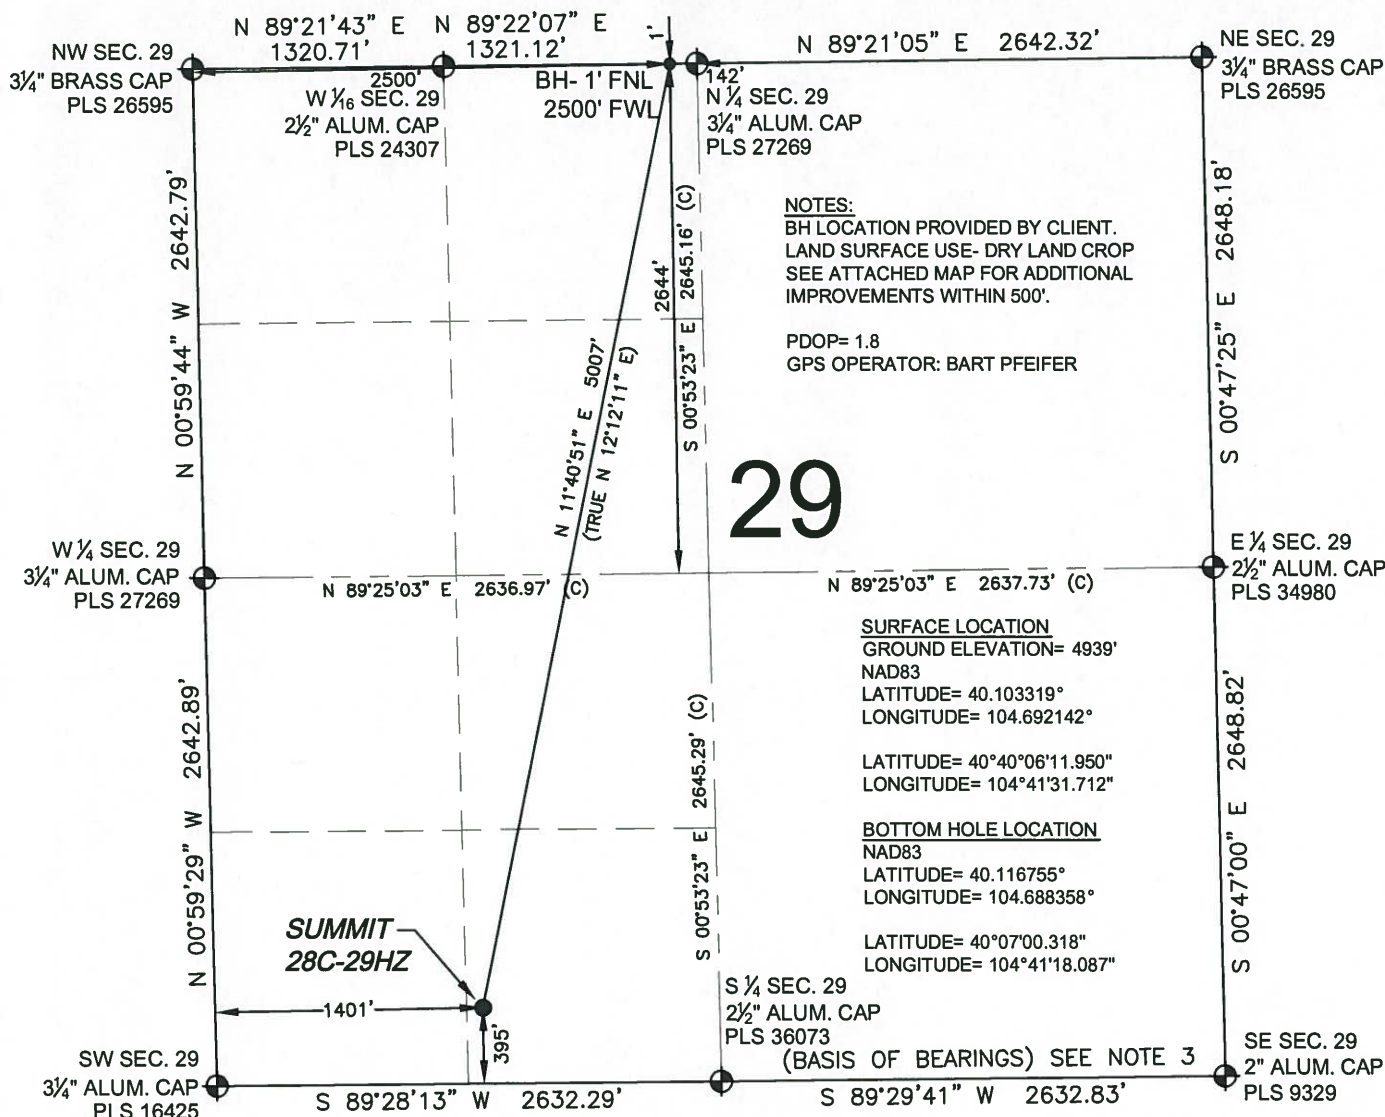 N 89°21'43" E
1320.71'
N 89°22'07" E
1321.12'
1'
N 89°21'05" E 2642.32'
NW SEC. 29
3¼" BRASS CAP
PLS 26595
2500'
W 1⁄16 SEC. 29
2½" ALUM. CAP
PLS 24307
BH- 1' FNL
2500' FWL
142'
N ¼ SEC. 29
3¼" ALUM. CAP
PLS 27269
NE SEC. 29
3¼" BRASS CAP
PLS 26595
N 00°59'44" W 2642.79'
2644'
S 00°53'23" E 2645.16' (C)
NOTES:
BH LOCATION PROVIDED BY CLIENT.
LAND SURFACE USE- DRY LAND CROP
SEE ATTACHED MAP FOR ADDITIONAL
IMPROVEMENTS WITHIN 500'.
PDOP= 1.8
GPS OPERATOR: BART PFEIFER
S 00°47'25" E 2648.18'
N 11°40'51" E 5007'
(TRUE N 12°12'11" E)
29
W ¼ SEC. 29
3¼" ALUM. CAP
PLS 27269
N 89°25'03" E 2636.97' (C)
N 89°25'03" E 2637.73' (C)
E ¼ SEC. 29
2½" ALUM. CAP
PLS 34980
SURFACE LOCATION
GROUND ELEVATION= 4939'
NAD83
LATITUDE= 40.103319°
LONGITUDE= 104.692142°
LATITUDE= 40°40°06'11.950"
LONGITUDE= 104°41'31.712"
BOTTOM HOLE LOCATION
NAD83
LATITUDE= 40.116755°
LONGITUDE= 104.688358°
LATITUDE= 40°07'00.318"
LONGITUDE= 104°41'18.087"
N 00°59'29" W 2642.89'
S 00°53'23" E 2645.29' (C)
S 00°47'00" E 2648.82'
SUMMIT
28C-29HZ
1401'
395'
S ¼ SEC. 29
2½" ALUM. CAP
PLS 36073
(BASIS OF BEARINGS) SEE NOTE 3
SW SEC. 29
3¼" ALUM. CAP
PLS 16425
S 89°28'13" W 2632.29'
S 89°29'41" W 2632.83'
SE SEC. 29
2" ALUM. CAP
PLS 9329